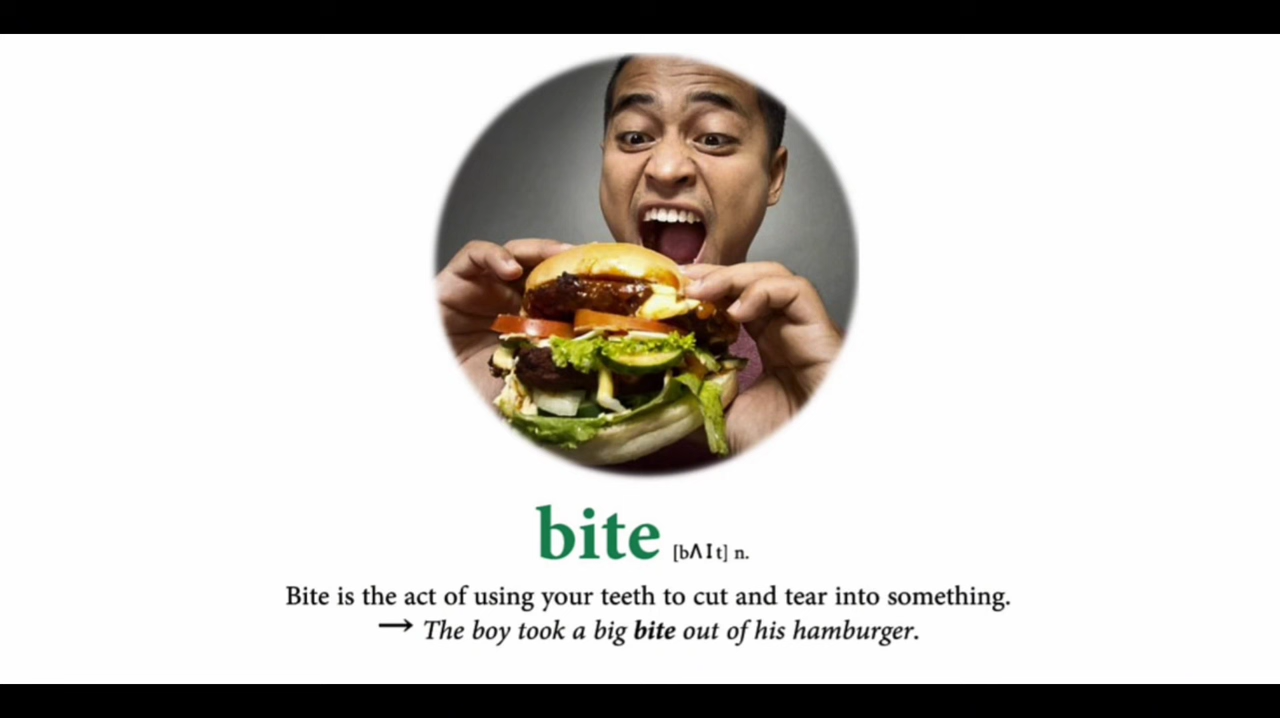 bite [bΛIt] n.
Bite is the act of using your teeth to cut and tear into something.
→ The boy took a big bite out of his hamburger.